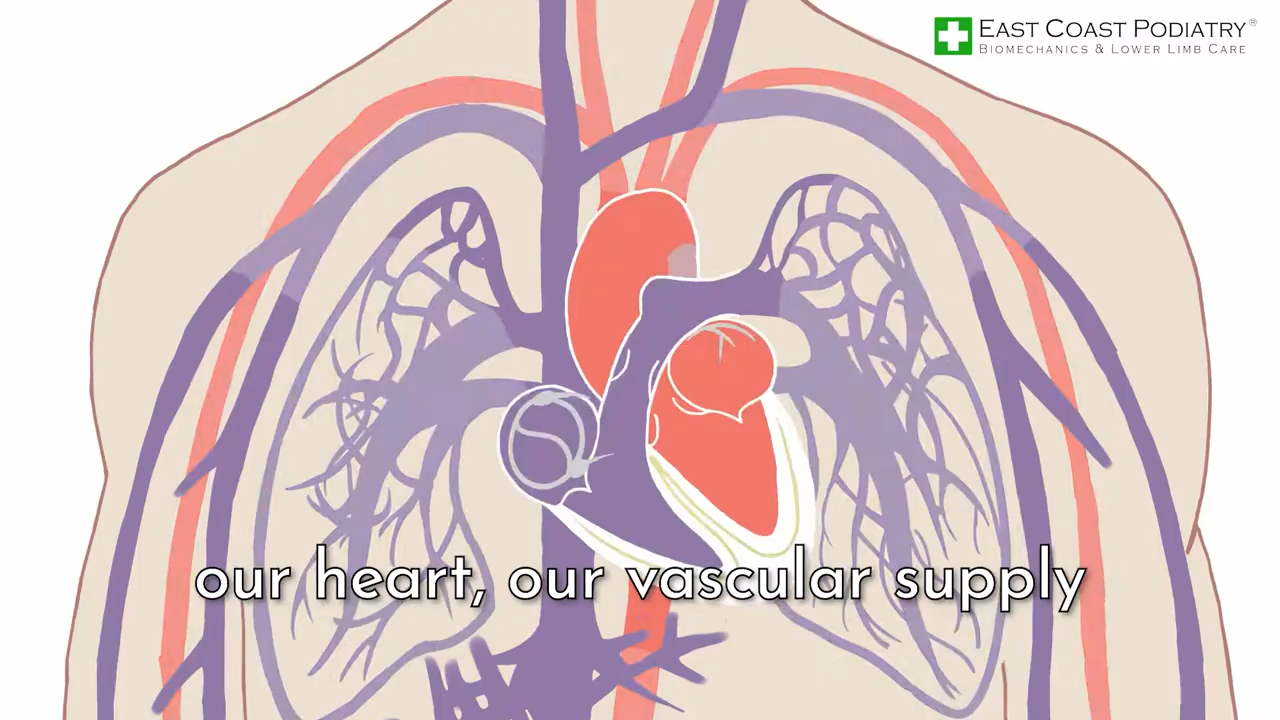 EAST COAST PODIATRY®
BIOMECHANICS & LOWER LIMB CARE
our heart, our vascular supply